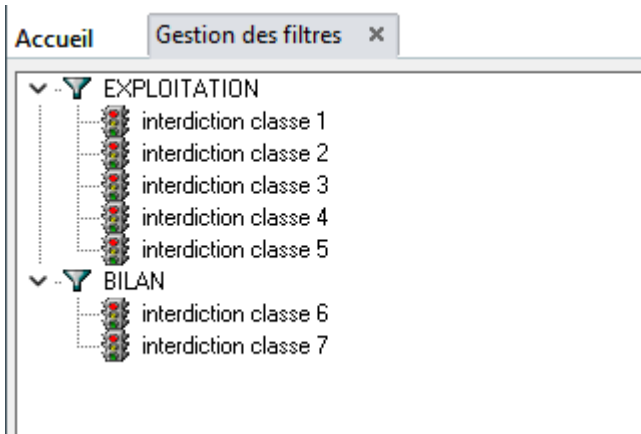 Accueil Gestion des filtres
EXPLOITATION
interdiction classe 1
interdiction classe 2
interdiction classe 3
interdiction classe 4
interdiction classe 5
BILAN
interdiction classe 6
interdiction classe 7